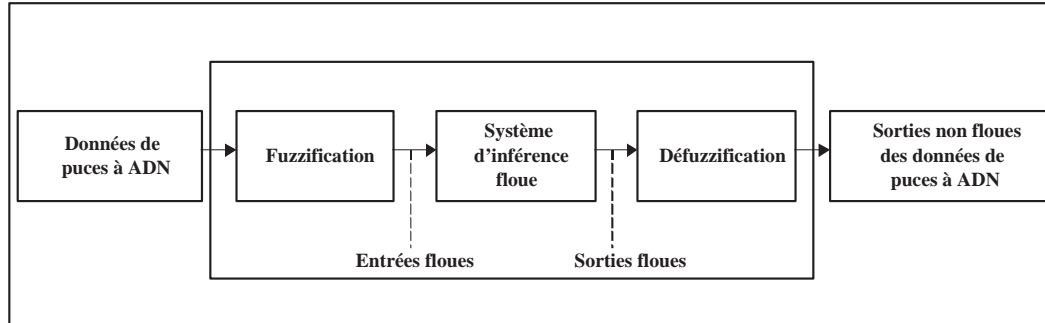 Données de
puces à ADN
Fuzzification
Système
d'inférence
floue
Défuzzification
Sorties non floues
des données de
puces à ADN
Entrées floues
Sorties floues